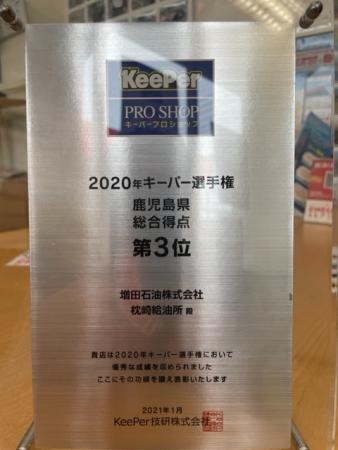 KeePer
PRO SHOP
キーパープロショップ
2020年キーパー選手権
鹿児島県
総合得点
第3位
増田石油株式会社
枕崎給油所 殿
貴店は2020年キーパー選手権において
優秀な成績を収められました
ここにその功績を讃え表彰いたします
2021年1月
KeePer技研株式会社